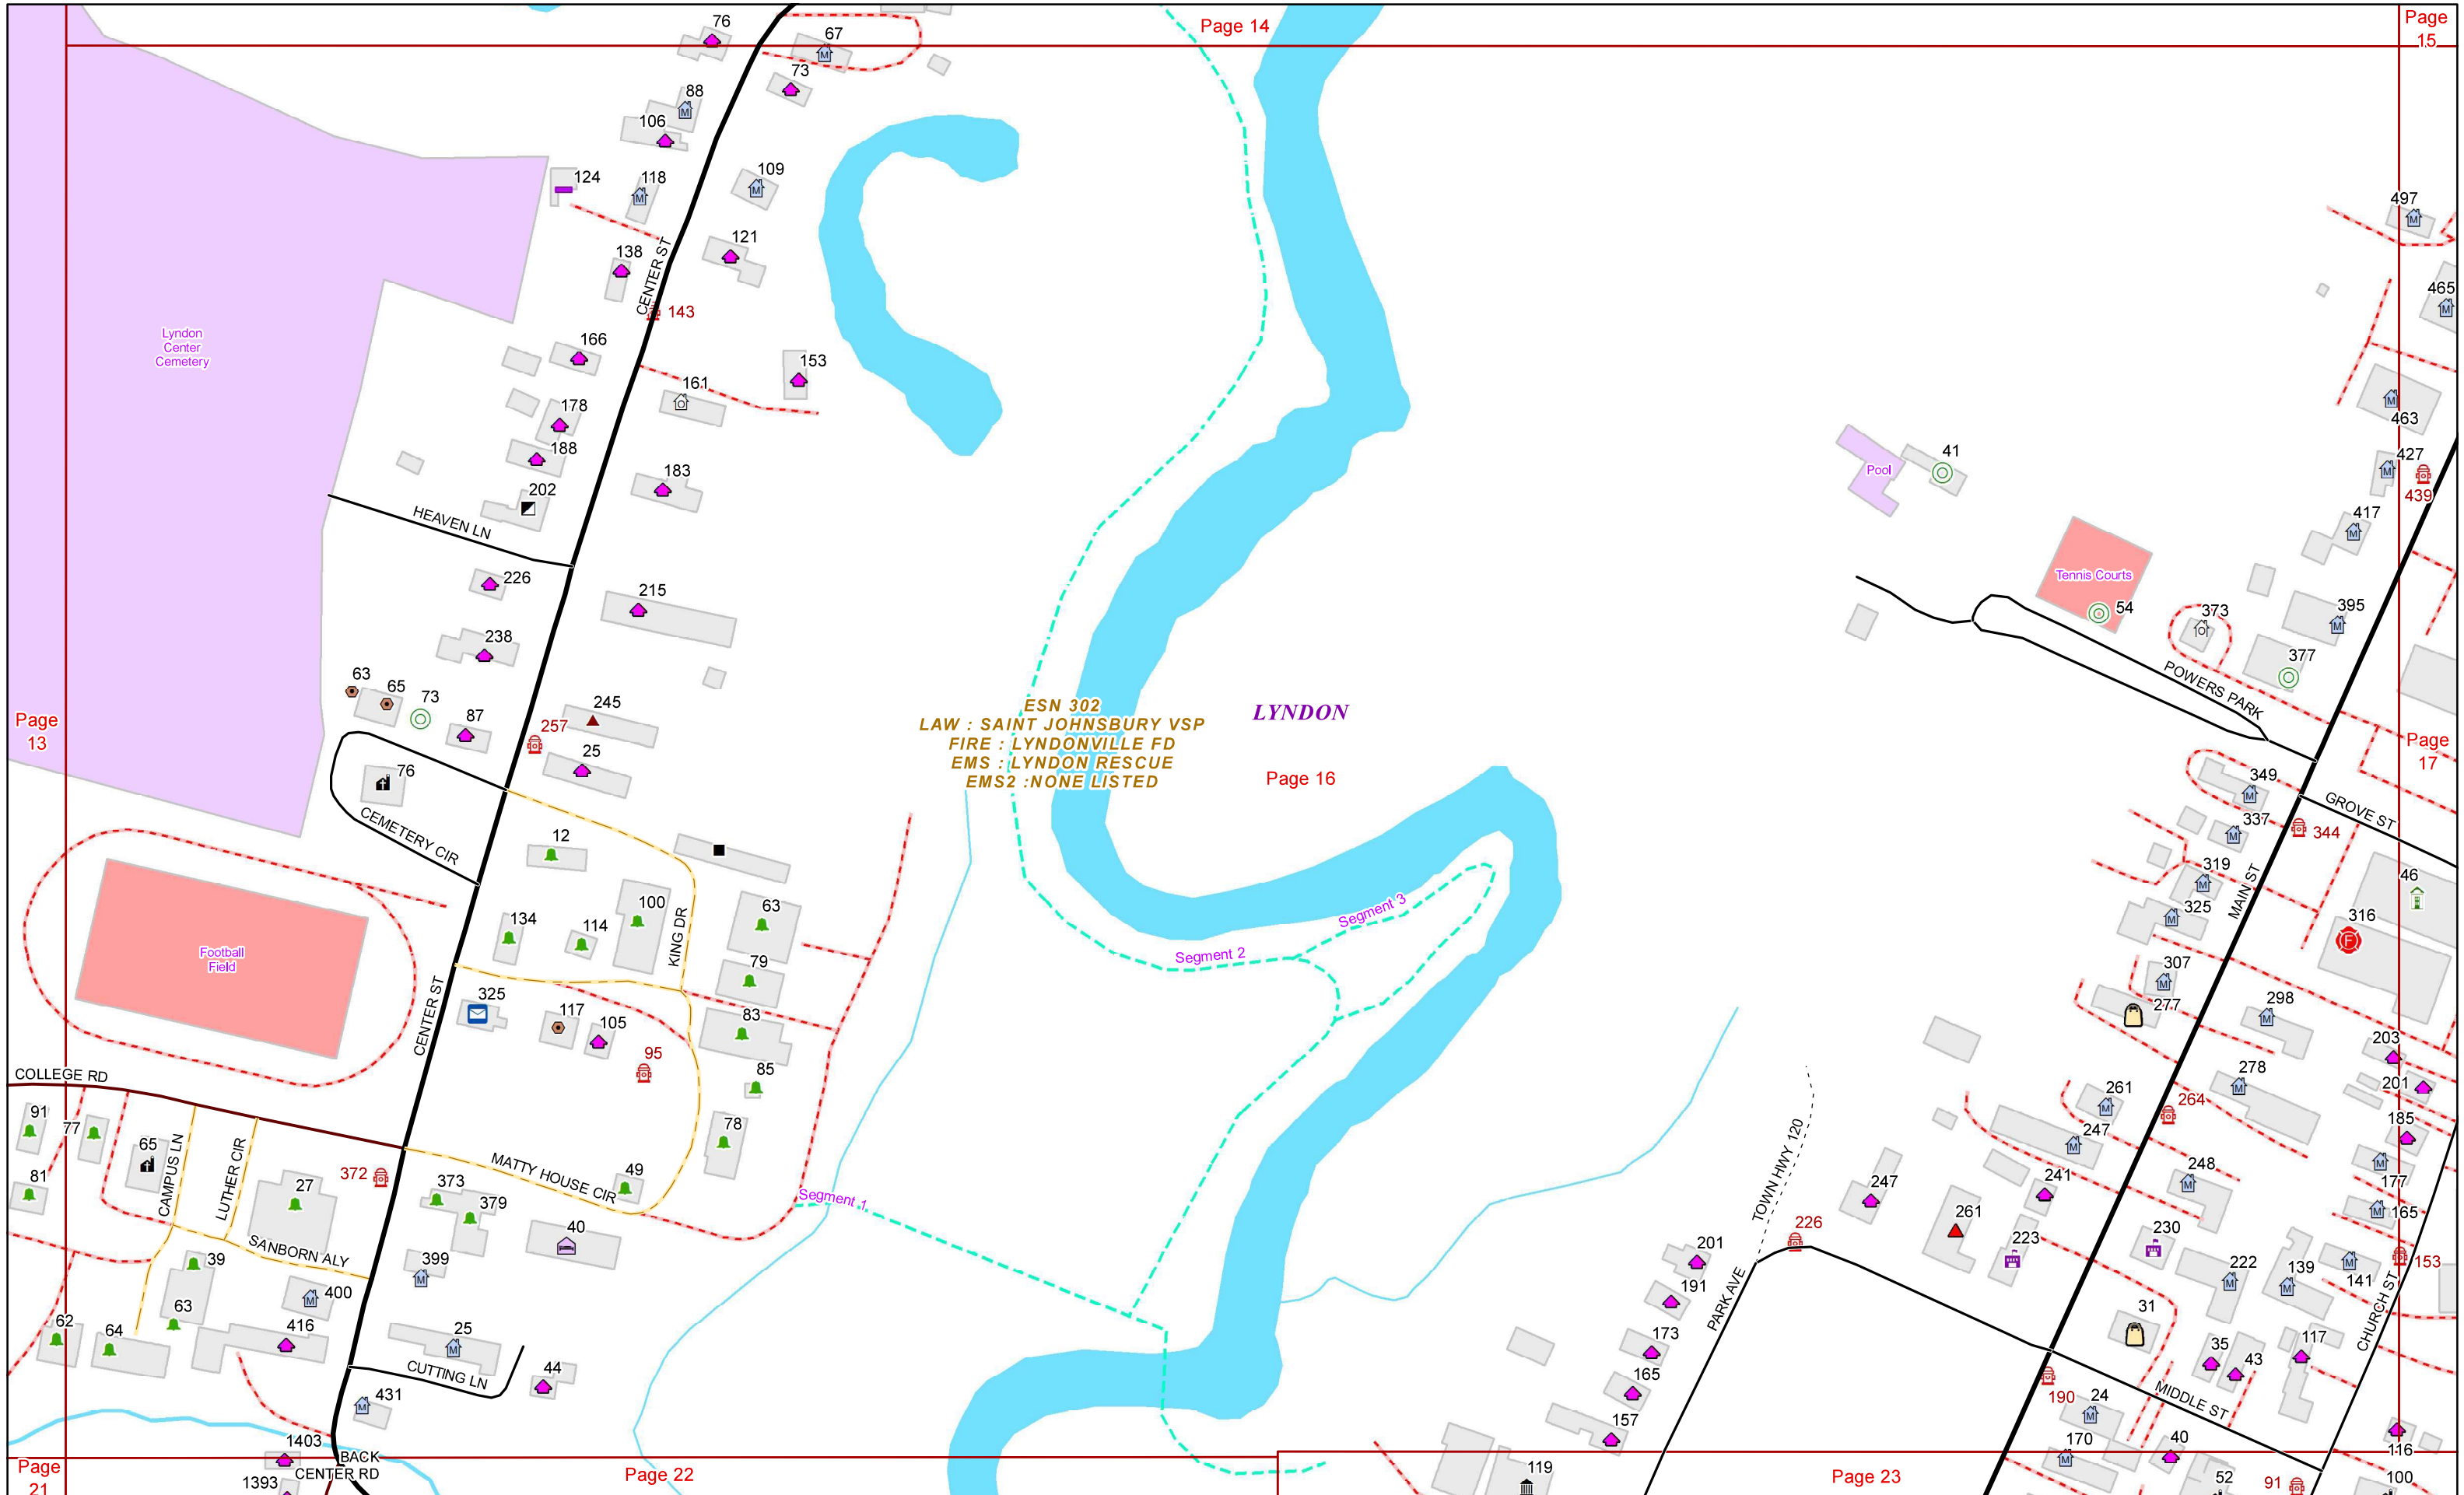 Page 14
Page
15
76
67
73
88
106
124
118
109
497
121
138
CENTER ST
143
465
Lyndon
Center
Cemetery
166
153
161
463
178
188
427
41
Pool
183
439
202
417
HEAVEN LN
226
215
Tennis Courts
54
373
395
238
377
63
65
73
POWERS PARK
87
245
257
Page
13
ESN 302
LAW : SAINT JOHNSBURY VSP
FIRE : LYNDONVILLE FD
EMS : LYNDON RESCUE
EMS2 :NONE LISTED
LYNDON
Page 16
Page
17
25
76
349
GROVE ST
CEMETERY CIR
12
337
344
319
46
MAIN ST
134
114
100
63
KING DR
Segment 3
325
316
Football
Field
79
Segment 2
307
325
117
105
83
277
298
CENTER ST
95
85
203
COLLEGE RD
278
201
91
77
261
264
185
65
CAMPUS LN
LUTHER CIR
78
TOWN HWY 120
247
372
MATTY HOUSE CIR
49
81
27
373
379
Segment 1
247
241
248
177
165
40
226
261
223
230
153
SANBORN ALY
39
399
201
222
139
141
400
191
PARK AVE
63
31
CHURCH ST
62
64
416
25
173
35
43
117
CUTTING LN
44
165
431
190
24
MIDDLE ST
157
1403
BACK
CENTER RD
170
40
116
Page
21
1393
Page 22
119
Page 23
52
91
100